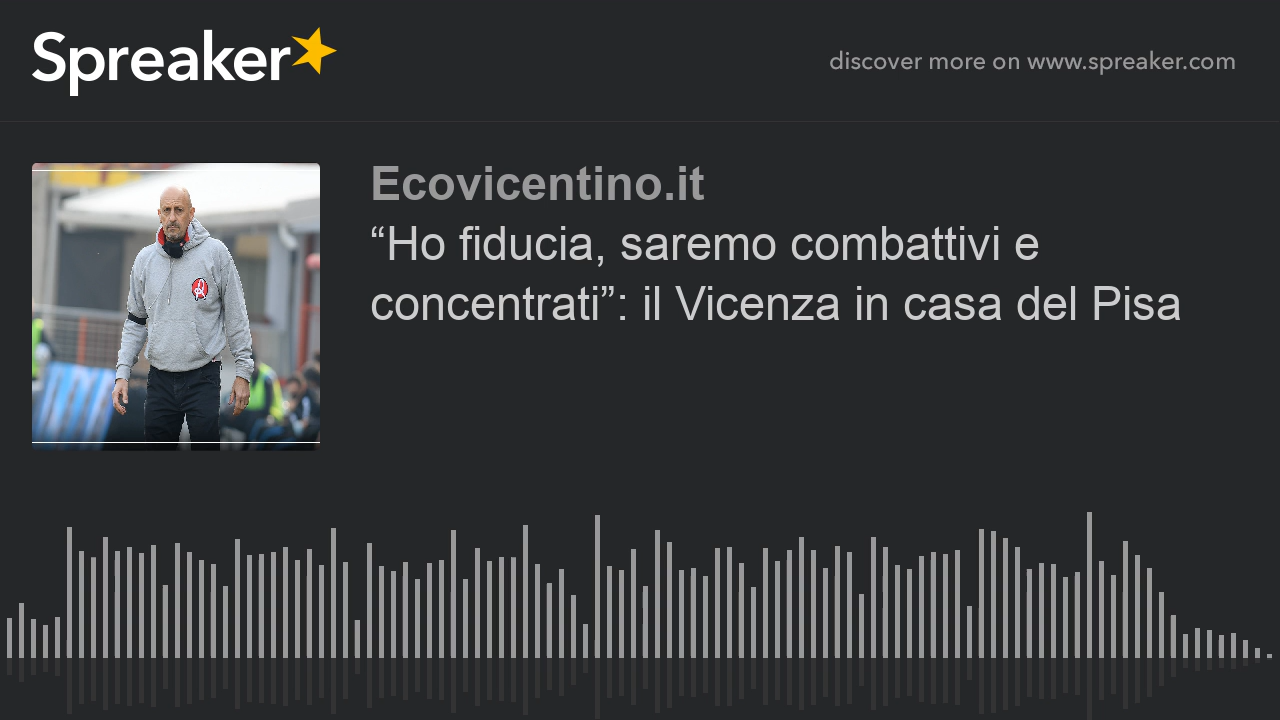 Spreaker
discover more on www.spreaker.com
Ecovicentino.it
“Ho fiducia, saremo combattivi e
concentrati”: il Vicenza in casa del Pisa